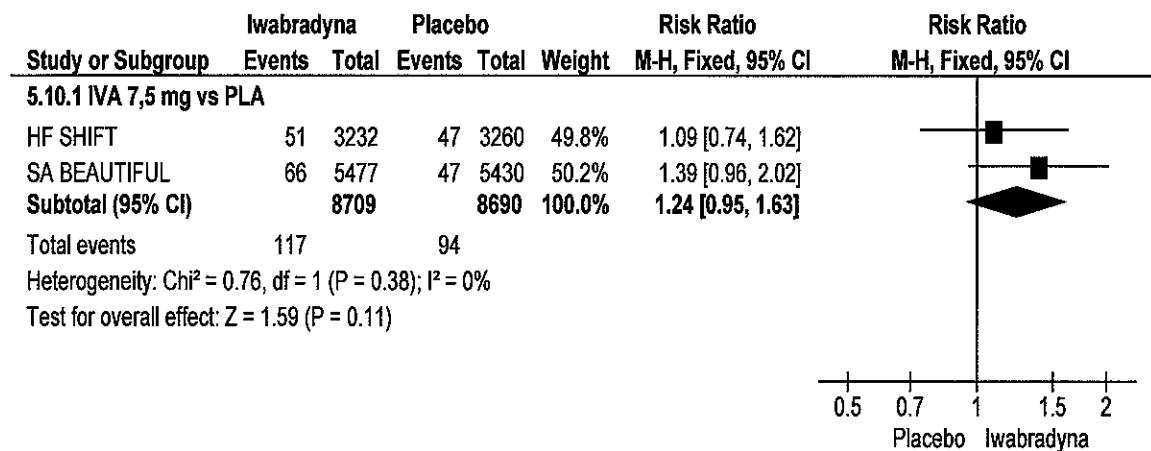 Iwabradyna Placebo Risk Ratio Risk Ratio
Study or Subgroup Events Total Events Total Weight M-H, Fixed, 95% CI M-H, Fixed, 95% CI
5.10.1 IVA 7,5 mg vs PLA
HF SHIFT 51 3232 47 3260 49.8% 1.09 [0.74, 1.62]
SA BEAUTIFUL 66 5477 47 5430 50.2% 1.39 [0.96, 2.02]
Subtotal (95% CI) 8709 8690 100.0% 1.24 [0.95, 1.63]
Total events 117 94
Heterogeneity: Chi² = 0.76, df = 1 (P = 0.38); I² = 0%
Test for overall effect: Z = 1.59 (P = 0.11)
0.5 0.7 1 1.5 2
Placebo Iwabradyna